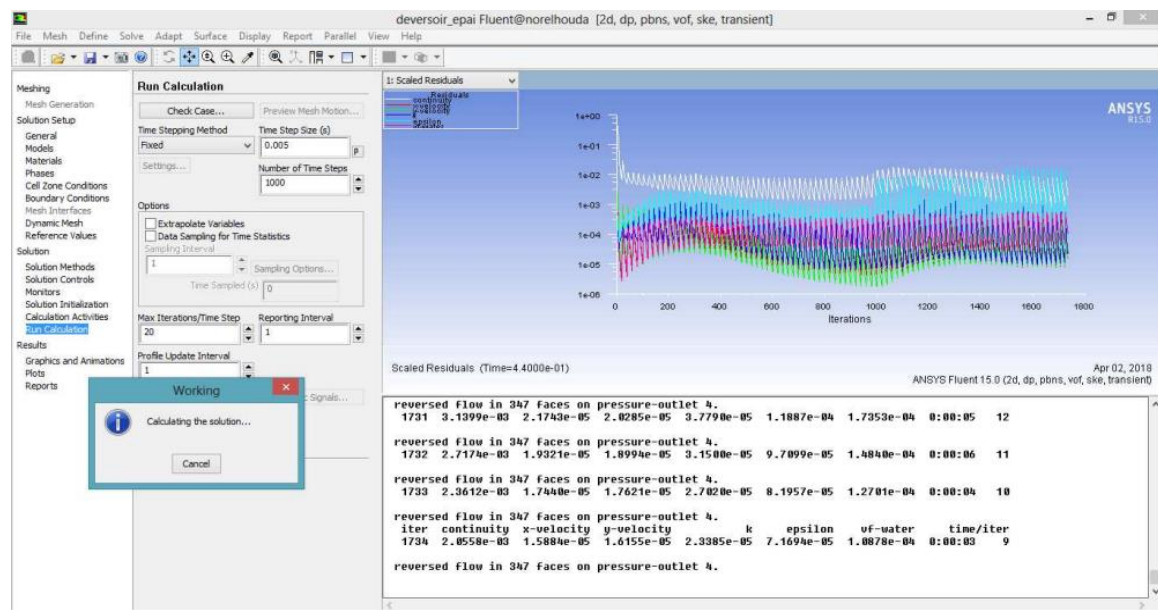 deversoir_epai Fluent@norelhouda [2d, dp, pbns, vof, ske, transient]
File Mesh Define Solve Adapt Surface Display Report Parallel View Help
Meshing
Mesh Generation
Solution Setup
General
Models
Materials
Phases
Cell Zone Conditions
Boundary Conditions
Mesh Interfaces
Dynamic Mesh
Reference Values
Solution
Solution Methods
Solution Controls
Monitors
Solution Initialization
Calculation Activities
Run Calculation
Results
Graphics and Animations
Plots
Reports
Run Calculation
Check Case... Preview Mesh Motion...
Time Stepping Method Time Step Size (s)
Fixed 0.005 P
Settings... Number of Time Steps
1000
Options
Extrapolate Variables
Data Sampling for Time Statistics
Sampling Interval
1 Sampling Options...
Time Sampled (s) 0
Max Iterations/Time Step Reporting Interval
20 1
Profile Update Interval
1
Signals...
Working
Calculating the solution...
Cancel
1: Scaled Residuals
Residuals
continuity
x-velocity
y-velocity
k
epsilon
vf-water
ANSYS
R15.0
1e+00
1e-01
1e-02
1e-03
1e-04
1e-05
1e-06
0 200 400 600 800 1000 1200 1400 1600 1800
Iterations
Scaled Residuals (Time=4.4000e-01) Apr 02, 2018
ANSYS Fluent 15.0 (2d, dp, pbns, vof, ske, transient)
reversed flow in 347 faces on pressure-outlet 4.
1731 3.1399e-03 2.1743e-05 2.0285e-05 3.7790e-05 1.1887e-04 1.7353e-04 0:00:05 12
reversed flow in 347 faces on pressure-outlet 4.
1732 2.7174e-03 1.9321e-05 1.8994e-05 3.1500e-05 9.7099e-05 1.4840e-04 0:00:06 11
reversed flow in 347 faces on pressure-outlet 4.
1733 2.3612e-03 1.7440e-05 1.7621e-05 2.7020e-05 8.1957e-05 1.2701e-04 0:00:04 10
reversed flow in 347 faces on pressure-outlet 4.
iter continuity x-velocity y-velocity k epsilon vf-water time/iter
1734 2.0558e-03 1.5884e-05 1.6155e-05 2.3385e-05 7.1694e-05 1.0878e-04 0:00:03 9
reversed flow in 347 faces on pressure-outlet 4.